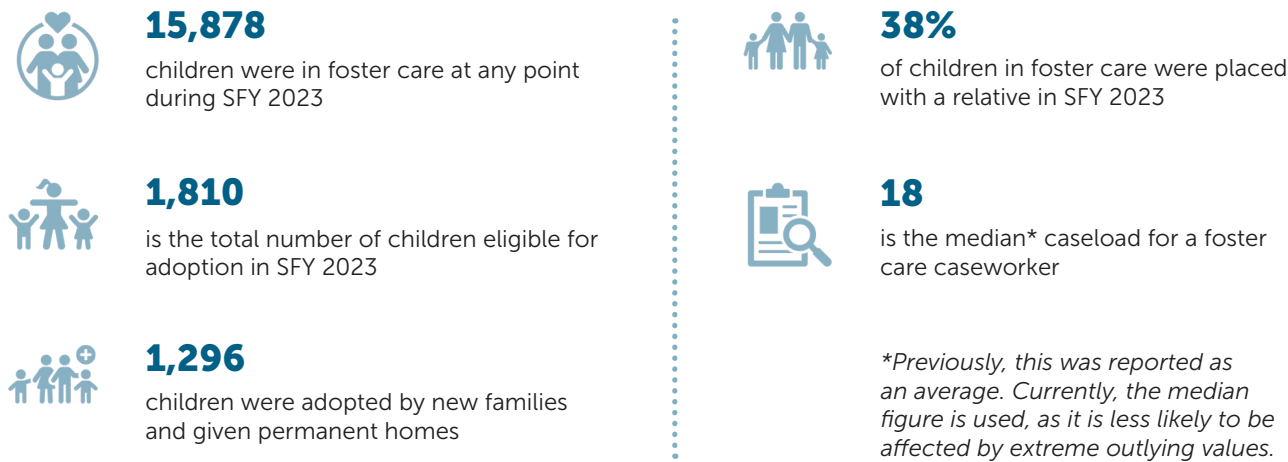 15,878
children were in foster care at any point
during SFY 2023
1,810
is the total number of children eligible for
adoption in SFY 2023
1,296
children were adopted by new families
and given permanent homes
38%
of children in foster care were placed
with a relative in SFY 2023
18
is the median* caseload for a foster
care caseworker
*Previously, this was reported as
an average. Currently, the median
figure is used, as it is less likely to be
affected by extreme outlying values.